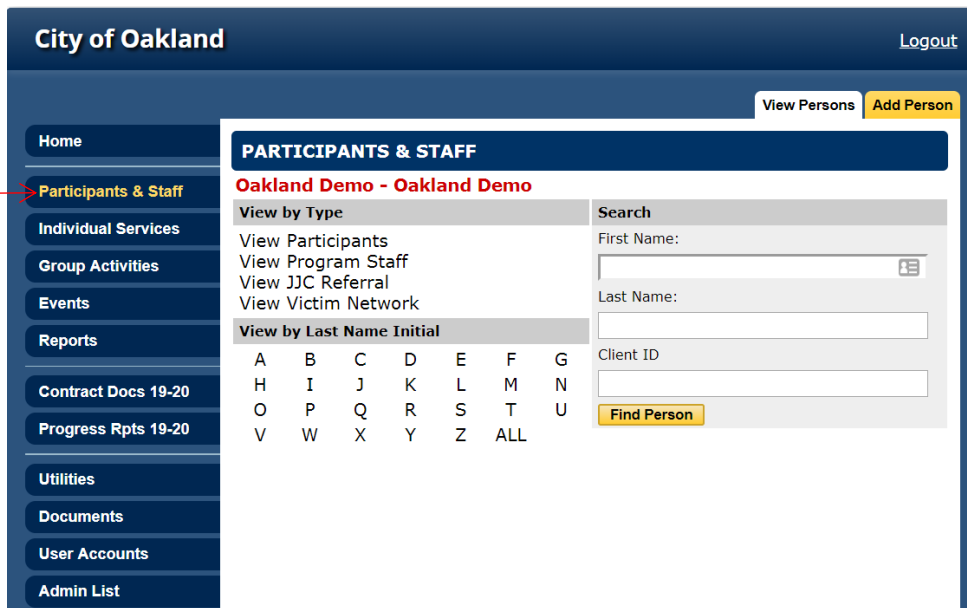 City of Oakland
Logout
View Persons
Add Person
Home
Participants & Staff
Individual Services
Group Activities
Events
Reports
Contract Docs 19-20
Progress Rpts 19-20
Utilities
Documents
User Accounts
Admin List
PARTICIPANTS & STAFF
Oakland Demo - Oakland Demo
View by Type
View Participants
View Program Staff
View JJC Referral
View Victim Network
View by Last Name Initial
A B C D E F G
H I J K L M N
O P Q R S T U
V W X Y Z ALL
Search
First Name:
Last Name:
Client ID
Find Person